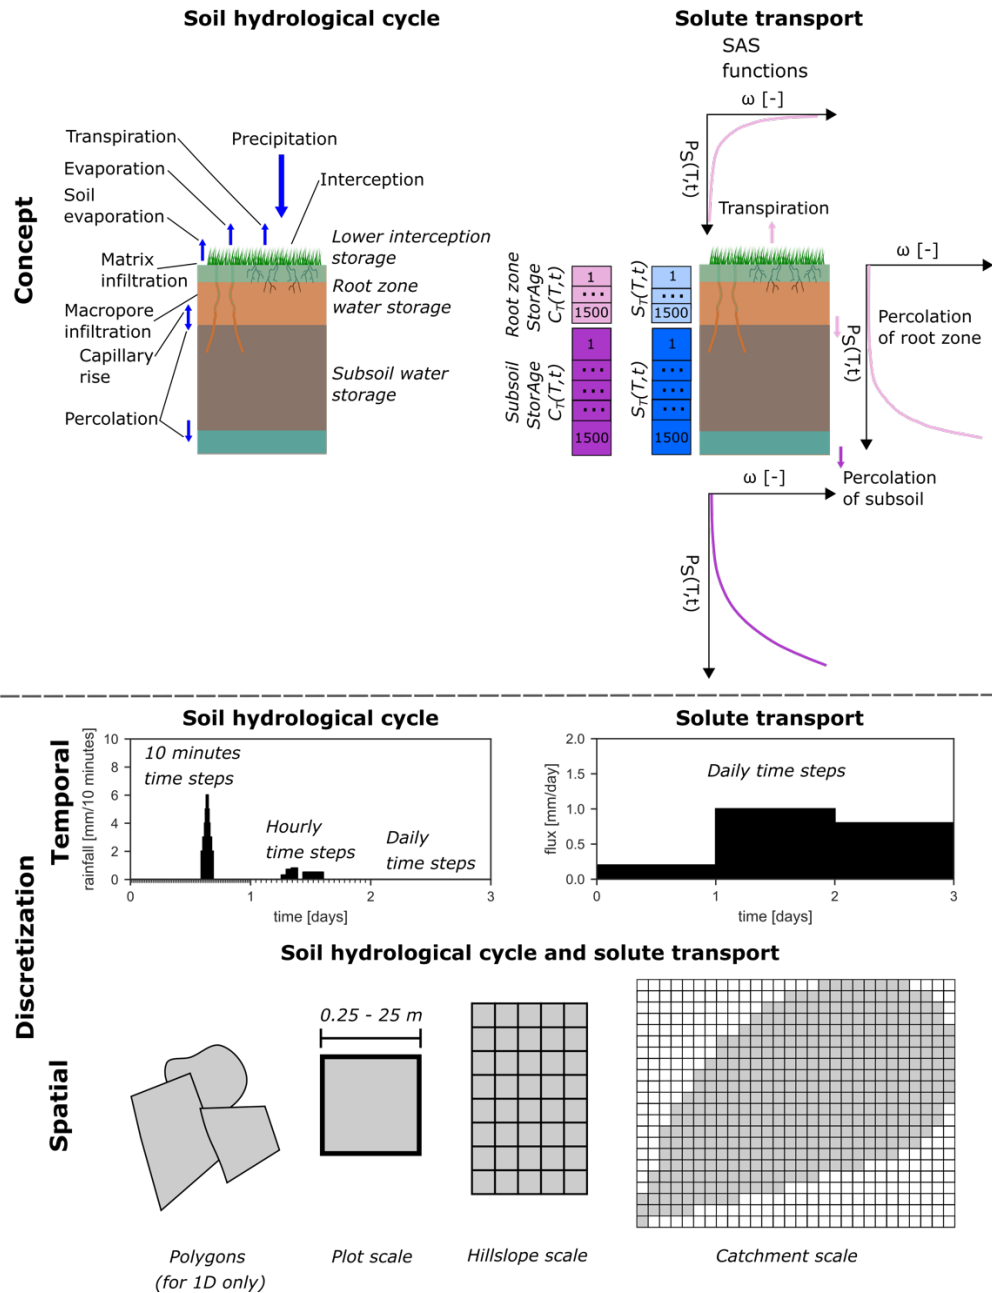 Soil hydrological cycle
Solute transport
Concept
Transpiration
Evaporation
Soil
evaporation
Matrix
infiltration
Macropore
infiltration
Capillary
rise
Percolation
Precipitation
Interception
Lower interception
storage
Root zone
water storage
Subsoil water
storage
SAS
functions
ω [-]
P_S(T,t)
Transpiration
Root zone
StorAge
C_T(T,t)
1
...
1500
S_T(T,t)
1
...
1500
Subsoil
StorAge
C_T(T,t)
1
...
...
...
1500
S_T(T,t)
1
...
...
...
1500
ω [-]
P_S(T,t)
Percolation
of root zone
ω [-]
P_S(T,t)
Percolation
of subsoil
Discretization
Temporal
Soil hydrological cycle
rainfall [mm/10 minutes]
10
8
6
4
2
0
10 minutes
time steps
Hourly
time steps
Daily
time steps
0 1 2 3
time [days]
Solute transport
flux [mm/day]
2.0
1.5
1.0
0.5
0.0
Daily time steps
0 1 2 3
time [days]
Soil hydrological cycle and solute transport
Spatial
0.25 - 25 m
Polygons
(for 1D only)
Plot scale
Hillslope scale
Catchment scale